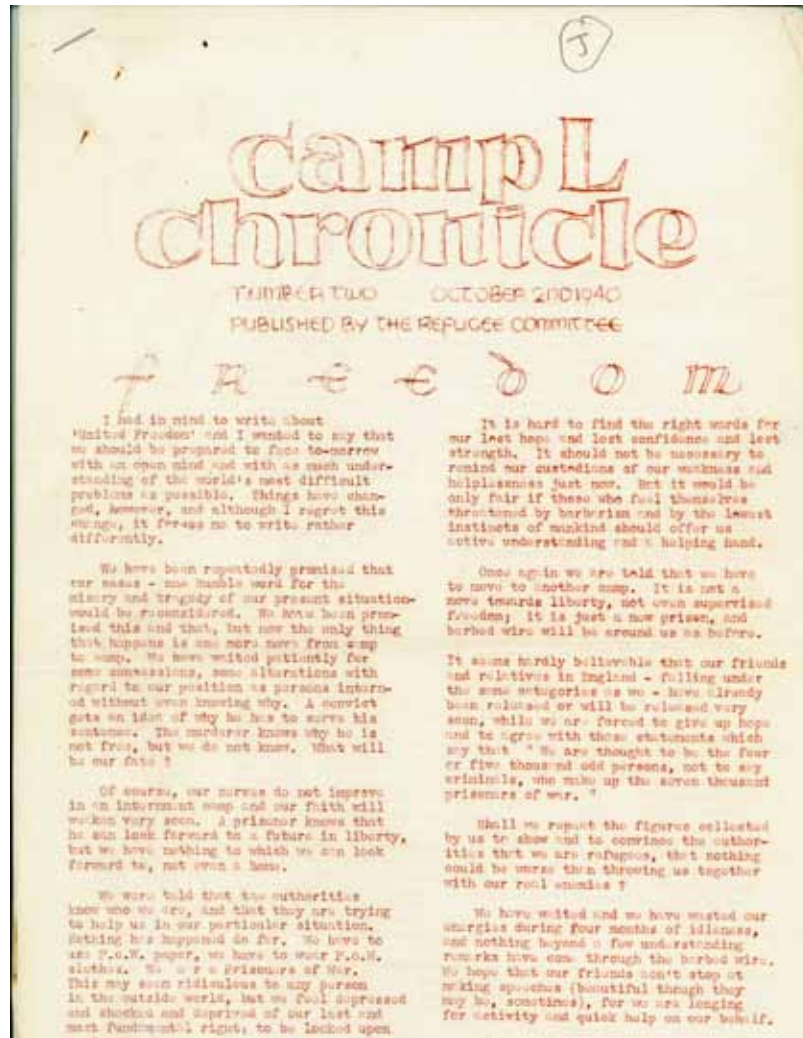 J
camp L
chronicle
NUMBER TWO OCTOBER 2ND 1940
PUBLISHED BY THE REFUGEE COMMITTEE
FREEDOM
I had in mind to write about
'United Freedom' and I wanted to say that
we should be prepared to face to-morrow
with an open mind and with as much under-
standing of the world's most difficult
problems as possible. Things have chan-
ged, however, and although I regret this
change, it forces me to write rather
differently.
We have been repeatedly promised that
our cases - one humble word for the
misery and tragedy of our present situation-
would be reconsidered. We have been prom-
ised this and that, but now the only thing
that happens is one more move from camp
to camp. We have waited patiently for
some concessions, some alterations with
regard to our position as persons intern-
ed without even knowing why. A convict
gets an idea of why he has to serve his
sentence. The murderer knows why he is
not free, but we do not know. What will
be our fate ?
Of course, our nerves do not improve
in an internment camp and our faith will
weaken very soon. A prisoner knows that
he can look forward to a future in liberty,
but we have nothing to which we can look
forward to, not even a home.
We were told that the authorities
know who we are, and that they are trying
to help us in our particular situation.
Nothing has happened so far. We have to
use P.o.W. paper, we have to wear P.o.W.
clothes. We a r e Prisoners of War.
This may seem ridiculous to any person
in the outside world, but we feel depressed
and shocked and deprived of our last and
most fundamental right: to be looked upon
It is hard to find the right words for
our lost hope and lost confidence and lost
strength. It should not be necessary to
remind our custodians of our weakness and
helplessness just now. But it would be
only fair if those who feel themselves
threatened by barbarism and by the lowest
instincts of mankind should offer us
active understanding and a helping hand.
Once again we are told that we have
to move to another camp. It is not a
move towards liberty, not even supervised
freedom; it is just a new prison, and
barbed wire will be around us as before.
It seems hardly believable that our friends
and relatives in England - falling under
the same categories as we - have already
been released or will be released very
soon, while we are forced to give up hope
and to agree with those statements which
say that " We are thought to be the four
or five thousand odd persons, not to say
criminals, who make up the seven thousand
prisoners of war. "
Shall we repeat the figures collected
by us to show and to convince the author-
ities that we are refugees, that nothing
could be worse than throwing us together
with our real enemies ?
We have waited and we have wasted our
energies during four months of idleness,
and nothing beyond a few understanding
remarks have come through the barbed wire.
We hope that our friends don't stop at
making speeches (beautiful though they
may be, sometimes), for we are longing
for activity and quick help on our behalf.